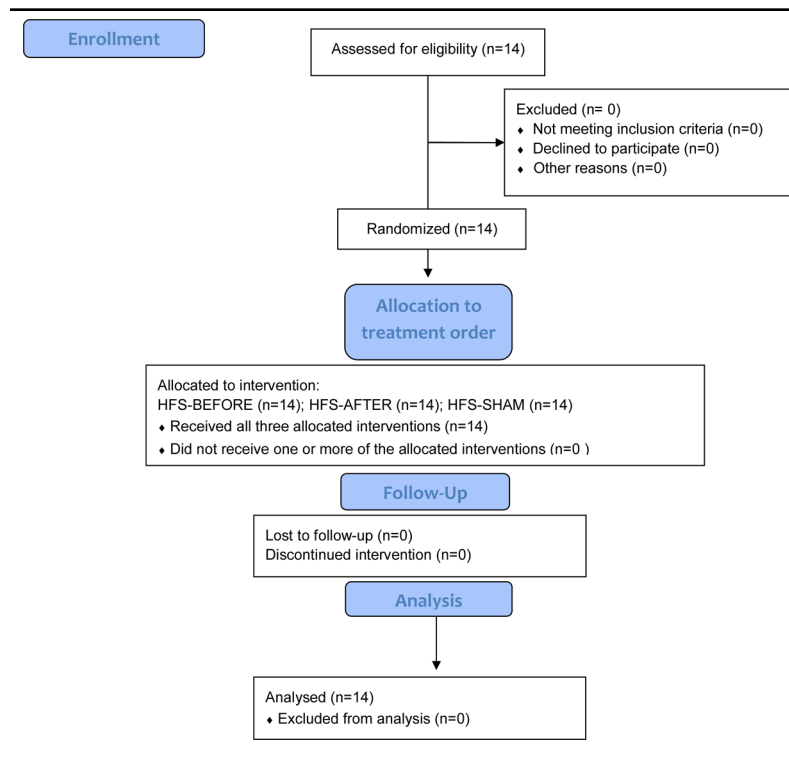 Enrollment
Assessed for eligibility (n=14)
Excluded (n= 0)
♦ Not meeting inclusion criteria (n=0)
♦ Declined to participate (n=0)
♦ Other reasons (n=0)
Randomized (n=14)
Allocation to
treatment order
Allocated to intervention:
HFS-BEFORE (n=14); HFS-AFTER (n=14); HFS-SHAM (n=14)
♦ Received all three allocated interventions (n=14)
♦ Did not receive one or more of the allocated interventions (n=0 )
Follow-Up
Lost to follow-up (n=0)
Discontinued intervention (n=0)
Analysis
Analysed (n=14)
♦ Excluded from analysis (n=0)